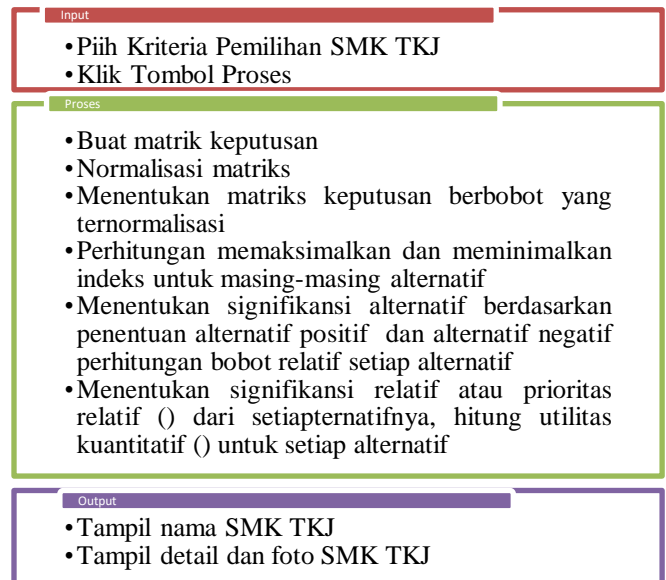 Input
•Piih Kriteria Pemilihan SMK TKJ
•Klik Tombol Proses
Proses
•Buat matrik keputusan
•Normalisasi matriks
•Menentukan matriks keputusan berbobot yang
ternormalisasi
•Perhitungan memaksimalkan dan meminimalkan
indeks untuk masing-masing alternatif
•Menentukan signifikansi alternatif berdasarkan
penentuan alternatif positif dan alternatif negatif
perhitungan bobot relatif setiap alternatif
•Menentukan signifikansi relatif atau prioritas
relatif () dari setiapternatifnya, hitung utilitas
kuantitatif () untuk setiap alternatif
Output
•Tampil nama SMK TKJ
•Tampil detail dan foto SMK TKJ